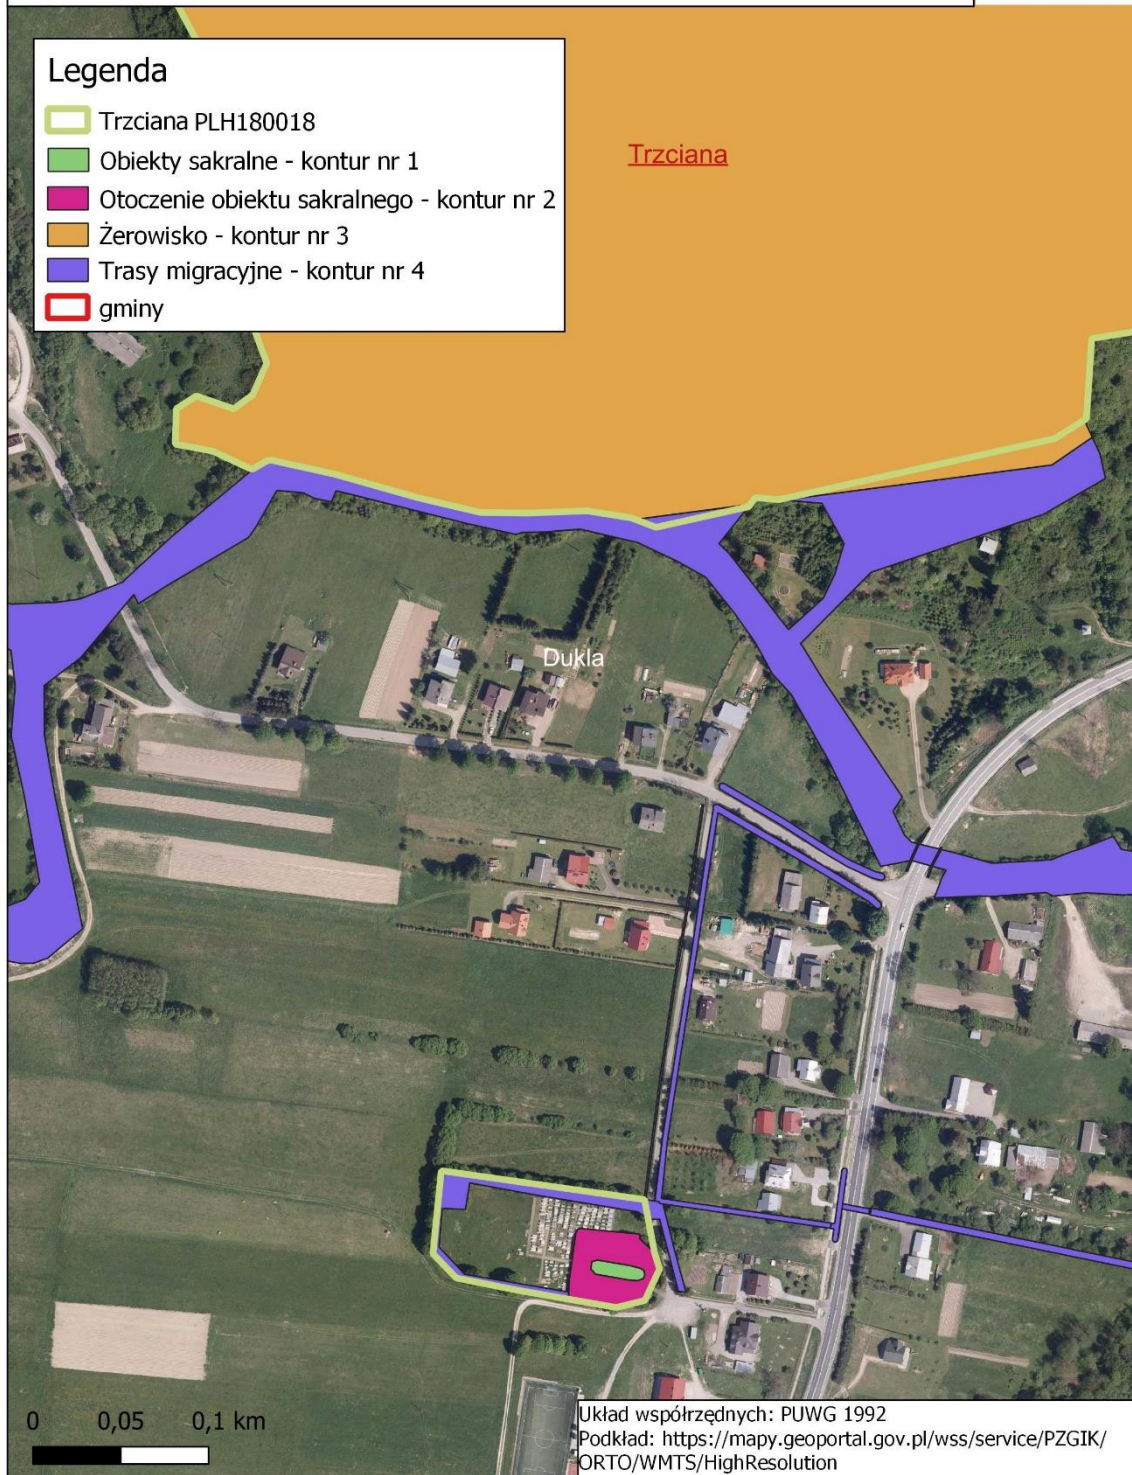 Legenda
Trzciana PLH180018
Obiekty sakralne - kontur nr 1
Otoczenie obiektu sakralnego - kontur nr 2
Żerowisko - kontur nr 3
Trasy migracyjne - kontur nr 4
gminy
Trzciana
Dukla
0 0,05 0,1 km
Układ współrzędnych: PUWG 1992
Podkład: https://mapy.geoportal.gov.pl/wss/service/PZGIK/
ORTO/WMTS/HighResolution